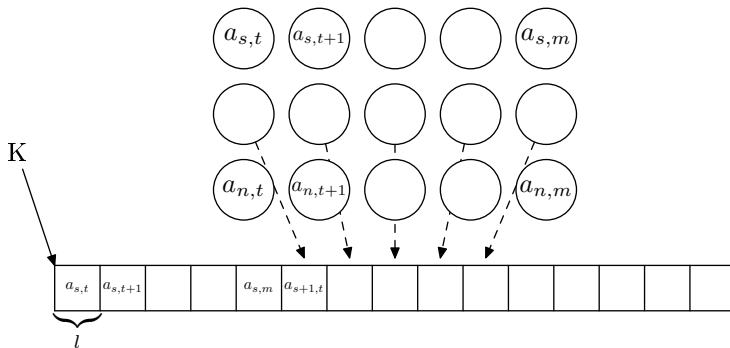 a_{s,t} a_{s,t+1} a_{s,m}
K
a_{n,t} a_{n,t+1} a_{n,m}
a_{s,t} a_{s,t+1} a_{s,m} a_{s+1,t}
l